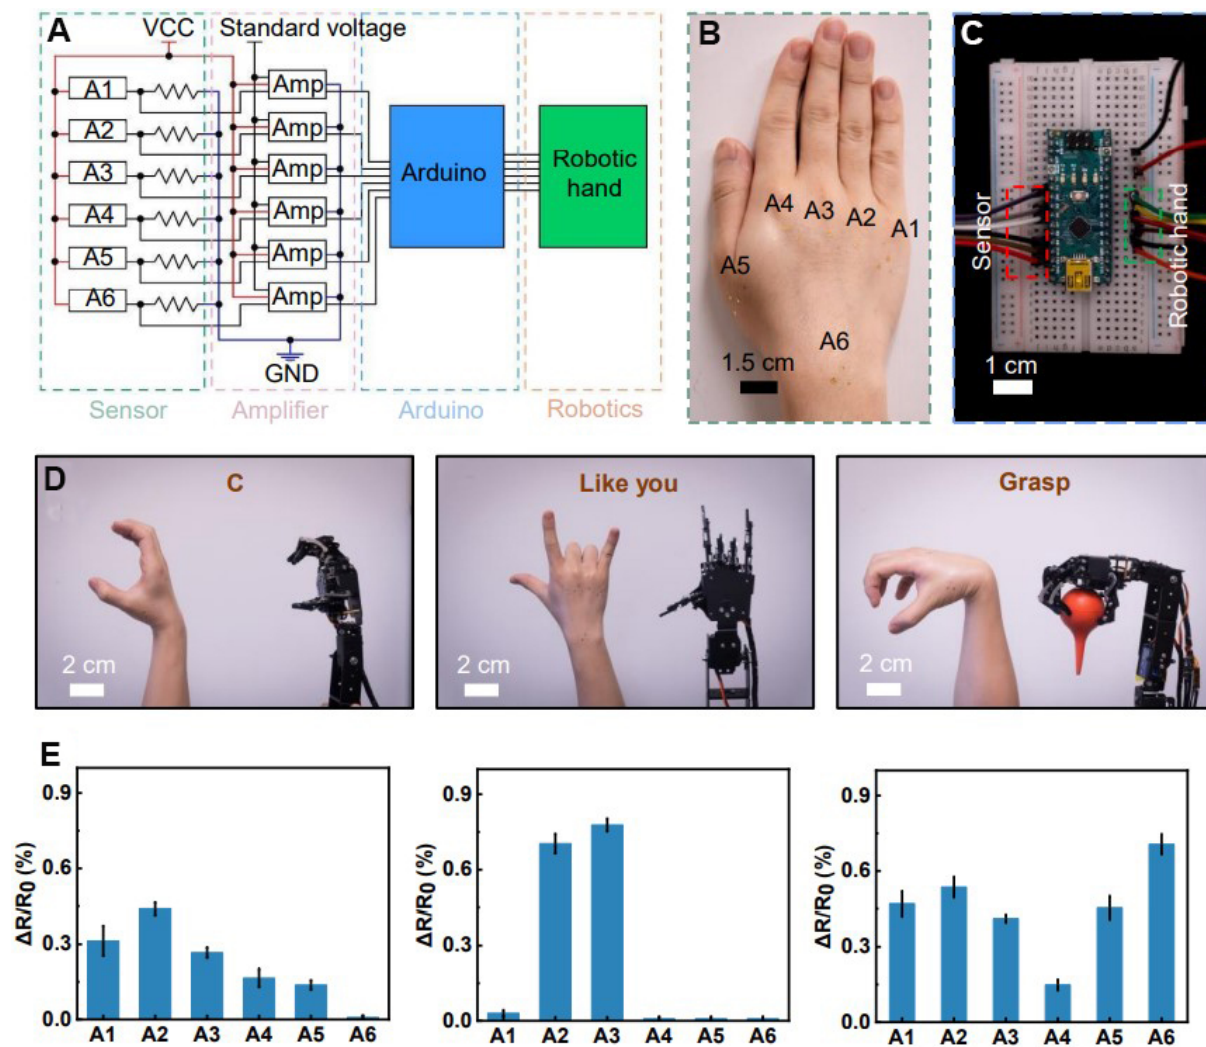 A
VCC Standard voltage
A1
A2
A3
A4
A5
A6
Amp
Amp
Amp
Amp
Amp
Amp
Arduino
Robotic
hand
GND
Sensor
Amplifier
Arduino
Robotics
B
A4 A3 A2 A1
A5
A6
1.5 cm
C
Sensor
Robotic hand
1 cm
D
C
2 cm
Like you
2 cm
Grasp
2 cm
E
ΔR/R0 (%)
0.9
0.6
0.3
0.0
A1 A2 A3 A4 A5 A6
ΔR/R0 (%)
0.9
0.6
0.3
0.0
A1 A2 A3 A4 A5 A6
ΔR/R0 (%)
0.9
0.6
0.3
0.0
A1 A2 A3 A4 A5 A6